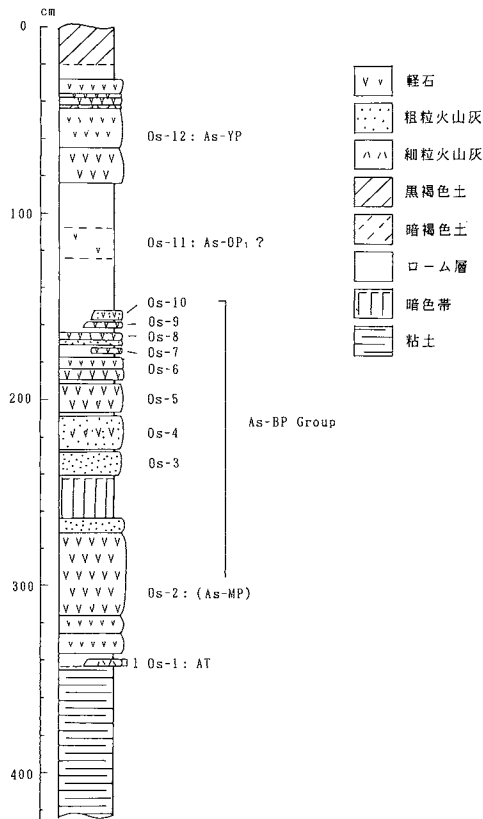 cm
0
100
200
300
400
Os-12: As-YP
Os-11: As-OP₁ ?
Os-10
Os-9
Os-8
Os-7
Os-6
Os-5
Os-4
Os-3
As-BP Group
Os-2: (As-MP)
1 Os-1: AT
軽石
粗粒火山灰
細粒火山灰
黒褐色土
暗褐色土
ローム層
暗色帯
粘土